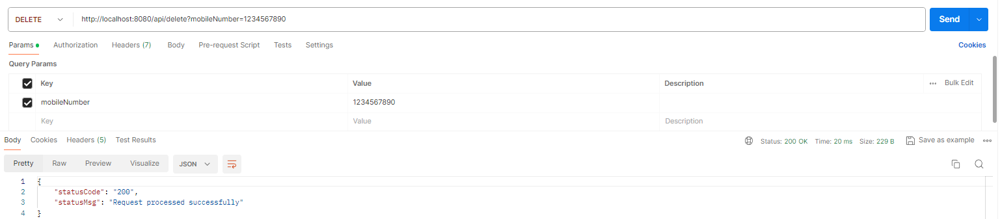 DELETE http://localhost:8080/api/delete?mobileNumber=1234567890 Send
Params Authorization Headers (7) Body Pre-request Script Tests Settings Cookies
Query Params
Key Value Description ••• Bulk Edit
mobileNumber 1234567890
Key Value Description
Body Cookies Headers (5) Test Results Status: 200 OK Time: 20 ms Size: 229 B Save as example •••
Pretty Raw Preview Visualize JSON
1 {
2 "statusCode": "200",
3 "statusMsg": "Request processed successfully"
4 }